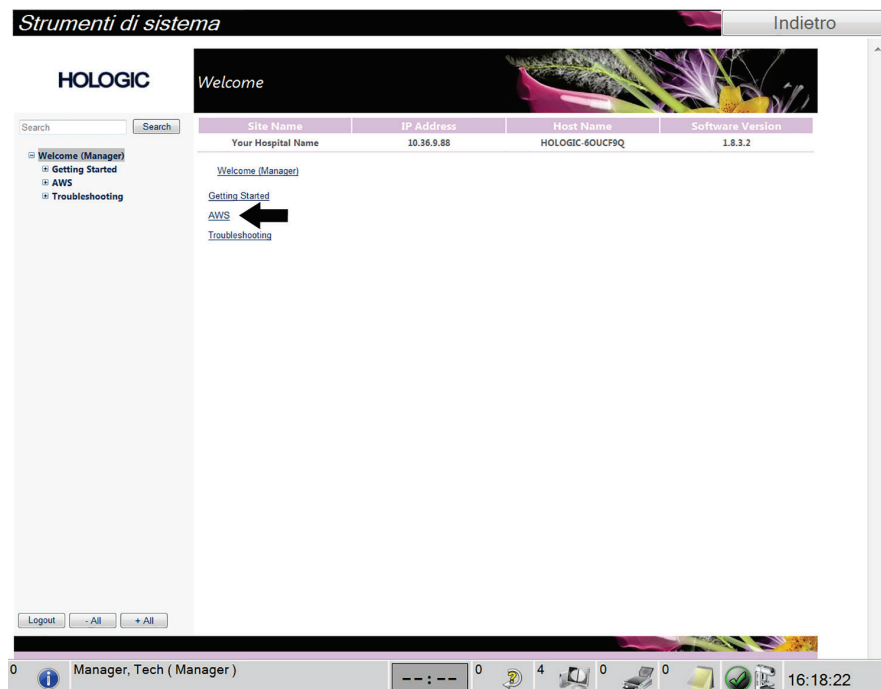 Strumenti di sistema
Indietro
HOLOGIC
Welcome
Search
Search
Site Name IP Address Host Name Software Version
Your Hospital Name 10.36.9.88 HOLOGIC-6OUCF9Q 1.8.3.2
Welcome (Manager)
Getting Started
AWS
Troubleshooting
Welcome (Manager)
Getting Started
AWS
Troubleshooting
Logout - All + All
0 Manager, Tech ( Manager ) --:-- 0 4 0 0 16:18:22